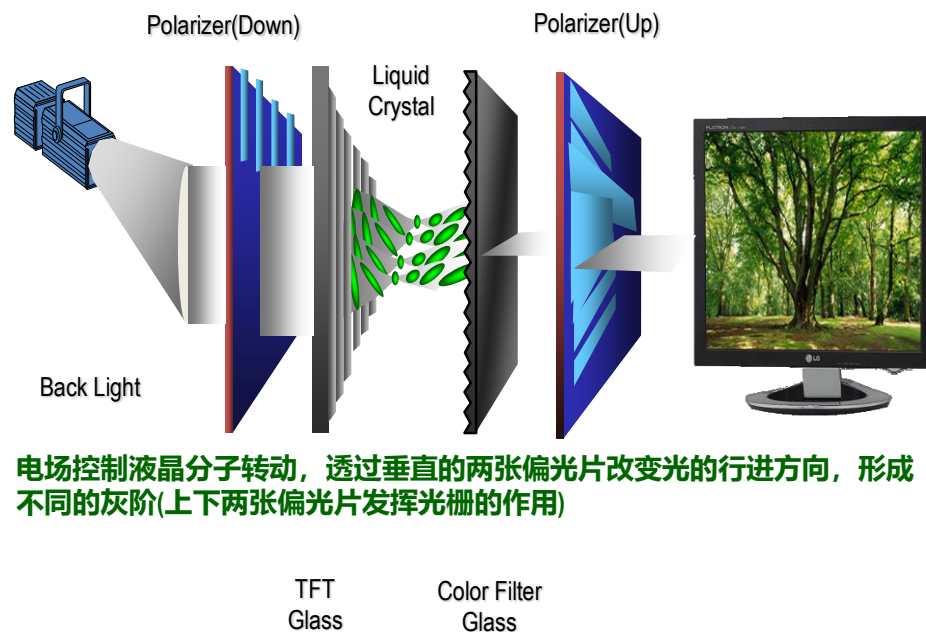 Polarizer(Down)
Polarizer(Up)
Liquid
Crystal
Back Light
LG
电场控制液晶分子转动，透过垂直的两张偏光片改变光的行进方向，形成
不同的灰阶(上下两张偏光片发挥光栅的作用)
TFT
Glass
Color Filter
Glass